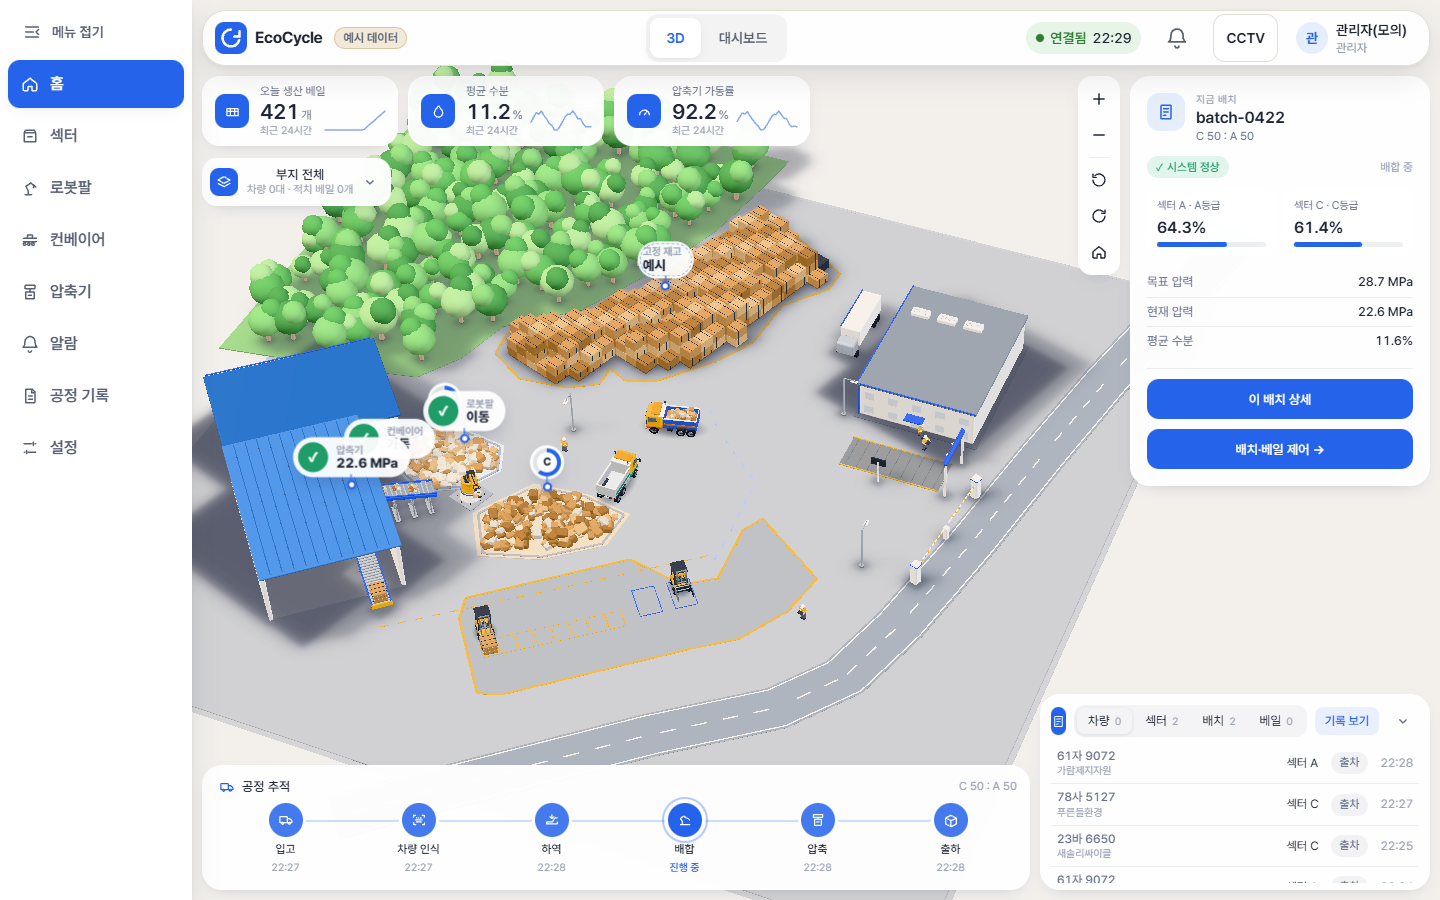 메뉴 접기
홈
섹터
로봇팔
컨베이어
압축기
알람
공정 기록
설정
EcoCycle
예시 데이터
3D
대시보드
연결됨 22:29
CCTV
관
관리자(모의)
관리자
오늘 생산 베일
421개
최근 24시간
평균 수분
11.2%
최근 24시간
압축기 가동률
92.2%
최근 24시간
부지 전체
차량 0대 · 적치 베일 0개
고정 재고
예시
로봇팔
이동
컨베이어
압축기
22.6 MPa
C
지금 배치
batch-0422
C 50 : A 50
✓ 시스템 정상
배합 중
섹터 A · A등급
64.3%
섹터 C · C등급
61.4%
목표 압력 28.7 MPa
현재 압력 22.6 MPa
평균 수분 11.6%
이 배치 상세
배치·베일 제어 →
공정 추적
C 50 : A 50
입고
22:27
차량 인식
22:27
하역
22:28
배합
진행 중
압축
22:28
출하
22:28
차량 0
섹터 2
배치 2
베일 0
기록 보기
61자 9072
가람제지자원
섹터 A 출차 22:28
78사 5127
푸른들환경
섹터 C 출차 22:27
23바 6650
새솔리싸이클
섹터 C 출차 22:25
61자 9072